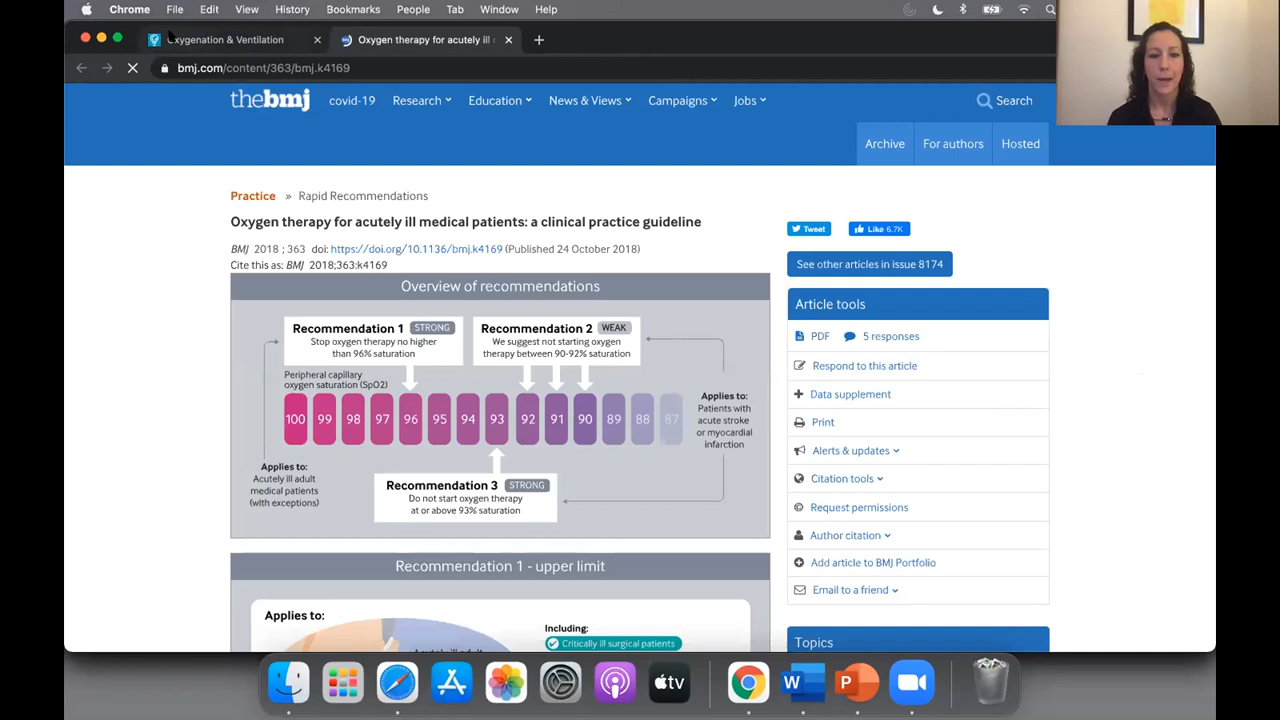 Chrome File Edit View History Bookmarks People Tab Window Help
Oxygenation & Ventilation
Oxygen therapy for acutely ill
bmj.com/content/363/bmj.k4169
thebmj covid-19 Research Education News & Views Campaigns Jobs Search
Archive For authors Hosted
Practice » Rapid Recommendations
Oxygen therapy for acutely ill medical patients: a clinical practice guideline
BMJ 2018 ; 363 doi: https://doi.org/10.1136/bmj.k4169 (Published 24 October 2018)
Cite this as: BMJ 2018;363:k4169
Overview of recommendations
Recommendation 1 STRONG
Stop oxygen therapy no higher
than 96% saturation
Recommendation 2 WEAK
We suggest not starting oxygen
therapy between 90-92% saturation
Peripheral capillary
oxygen saturation (SpO2)
100 99 98 97 96 95 94 93 92 91 90 89 88 87
Applies to:
Patients with
acute stroke
or myocardial
infarction
Applies to:
Acutely ill adult
medical patients
(with exceptions)
Recommendation 3 STRONG
Do not start oxygen therapy
at or above 93% saturation
Recommendation 1 - upper limit
Applies to:
Including:
Critically ill surgical patients
Tweet
Like 6.7K
See other articles in issue 8174
Article tools
PDF 5 responses
Respond to this article
Data supplement
Print
Alerts & updates
Citation tools
Request permissions
Author citation
Add article to BMJ Portfolio
Email to a friend
Topics
tv
W
P